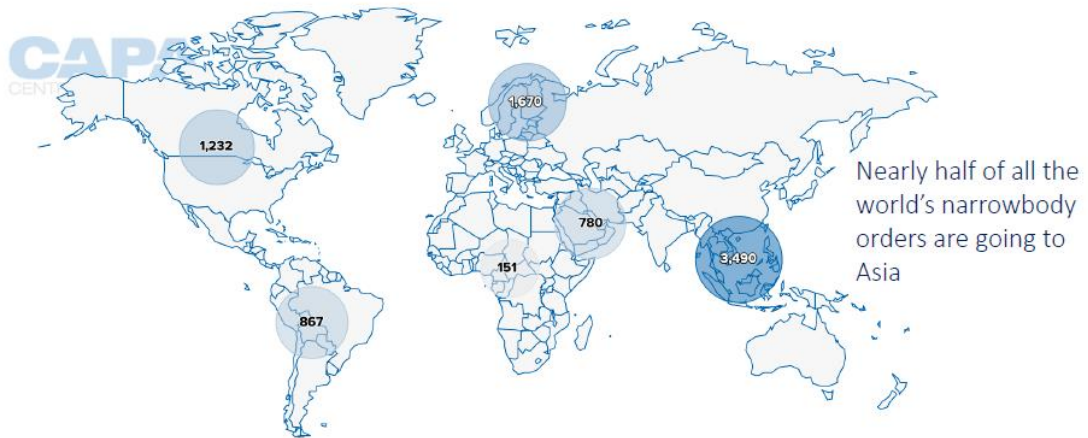 CAPA
CENT
1,670
1,232
Nearly half of all the
world's narrowbody
orders are going to
Asia
780
3,490
151
867